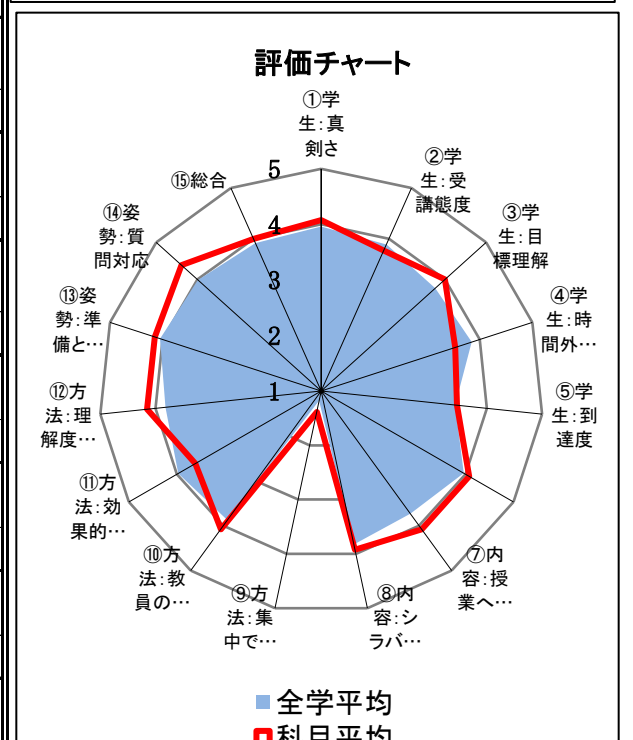 評価チャート
①学
生:真
剣さ
②学
生:受
講態度
③学
生:目
標理解
④学
生:時
間外…
⑤学
生:到
達度
⑦内
容:授
業へ…
⑧内
容:シ
ラバ…
⑨方
法:集
中で…
⑩方
法:教
員の…
⑪方
法:効
果的…
⑫方
法:理
解度…
⑬姿
勢:準
備と…
⑭姿
勢:質
問対応
⑮総合
5
4
3
2
1
全学平均
科目平均